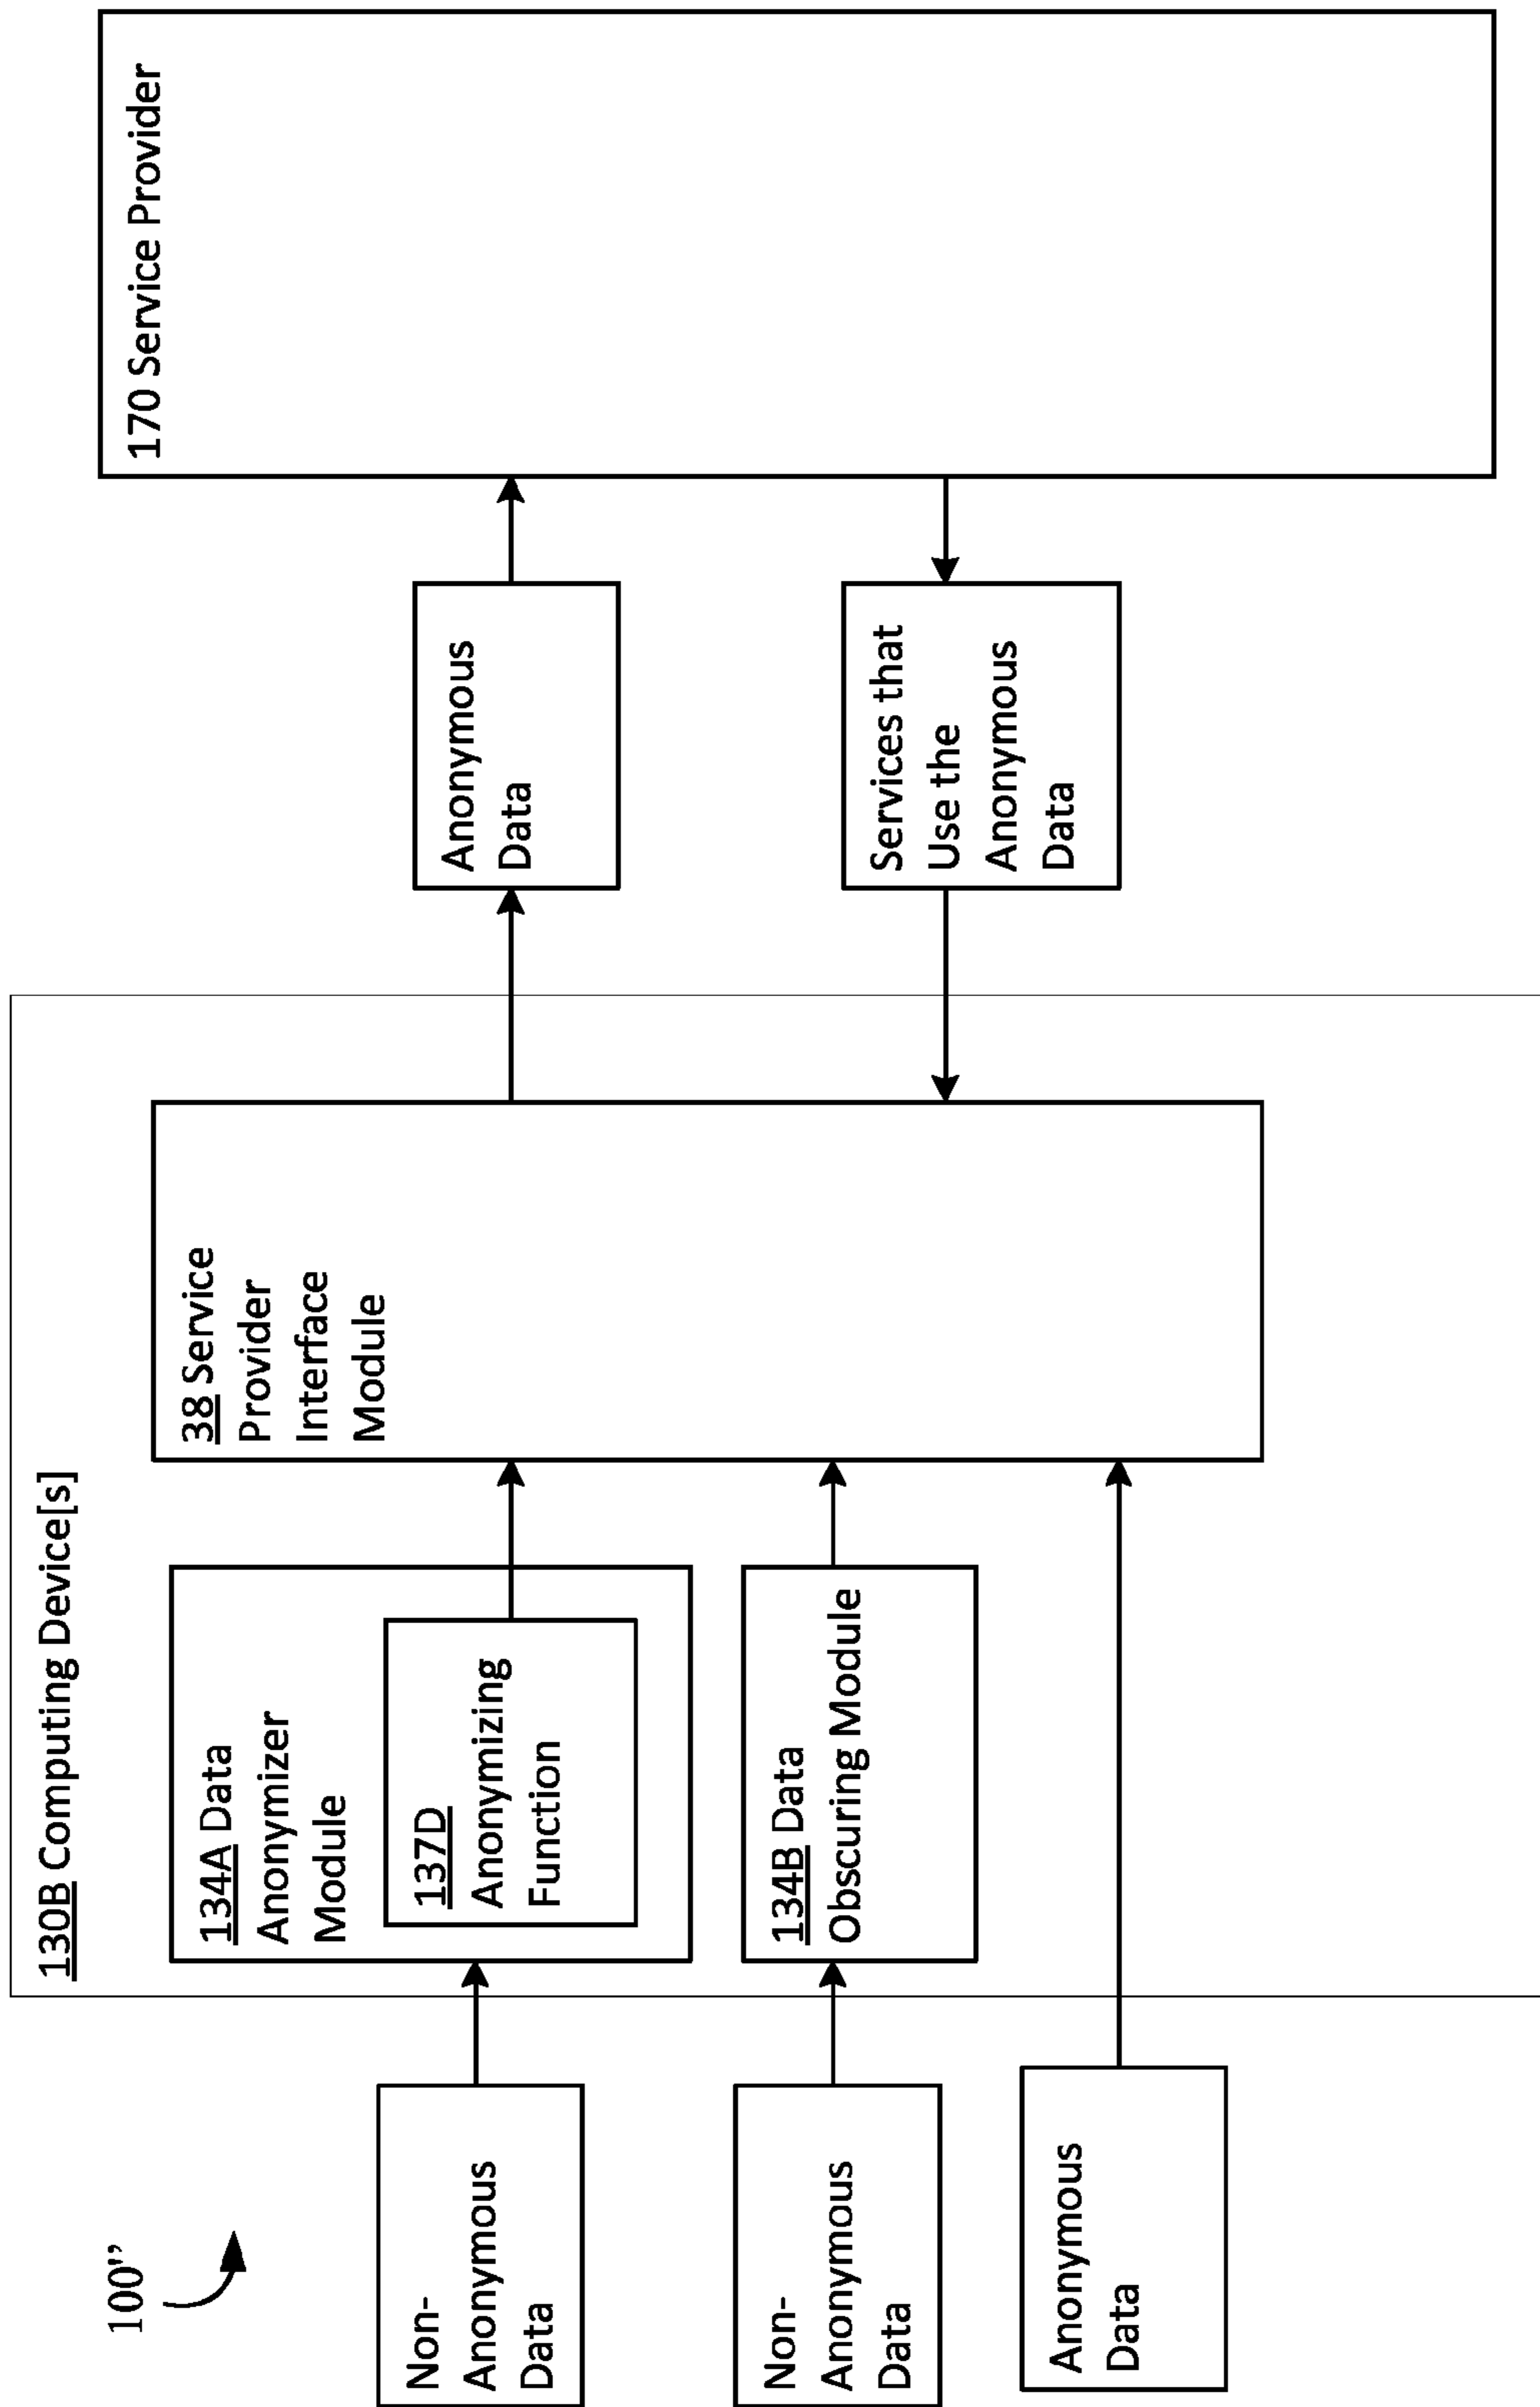 100"
130B Computing Device[s]
170 Service Provider
Non-
Anonymous
Data
134A Data
Anonymizer
Module
137D
Anonymizing
Function
38 Service
Provider
Interface
Module
Anonymous
Data
Non-
Anonymous
Data
134B Data
Obscuring Module
Services that
Use the
Anonymous
Data
Anonymous
Data